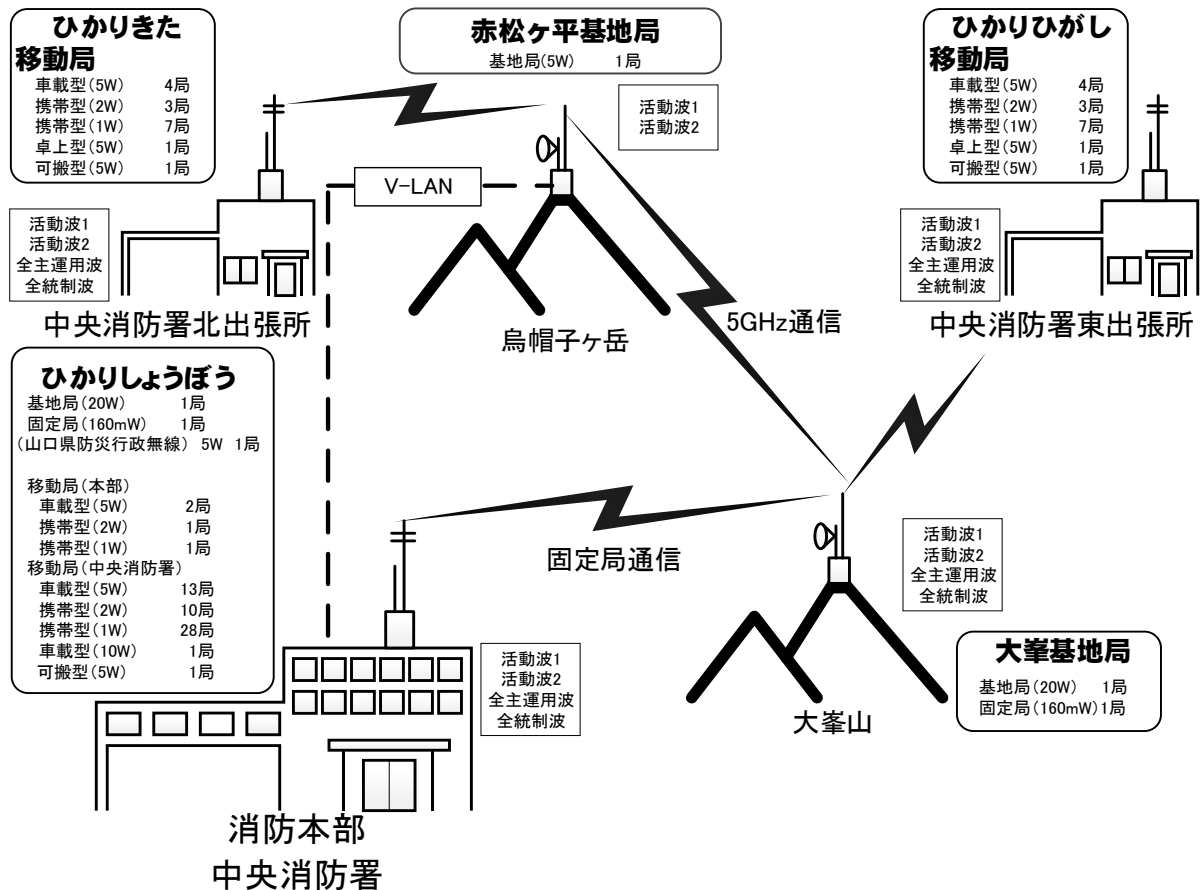 ひかりきた
移動局
車載型(5W) 4局
携帯型(2W) 3局
携帯型(1W) 7局
卓上型(5W) 1局
可搬型(5W) 1局
赤松ヶ平基地局
基地局(5W) 1局
活動波1
活動波2
ひかりひがし
移動局
車載型(5W) 4局
携帯型(2W) 3局
携帯型(1W) 7局
卓上型(5W) 1局
可搬型(5W) 1局
V-LAN
活動波1
活動波2
全主運用波
全統制波
中央消防署北出張所
烏帽子ヶ岳
5GHz通信
活動波1
活動波2
全主運用波
全統制波
中央消防署東出張所
ひかりしょうぼう
基地局(20W) 1局
固定局(160mW) 1局
(山口県防災行政無線) 5W 1局
移動局(本部)
車載型(5W) 2局
携帯型(2W) 1局
携帯型(1W) 1局
移動局(中央消防署)
車載型(5W) 13局
携帯型(2W) 10局
携帯型(1W) 28局
車載型(10W) 1局
可搬型(5W) 1局
固定局通信
活動波1
活動波2
全主運用波
全統制波
活動波1
活動波2
全主運用波
全統制波
大峯山
大峯基地局
基地局(20W) 1局
固定局(160mW)1局
消防本部
中央消防署